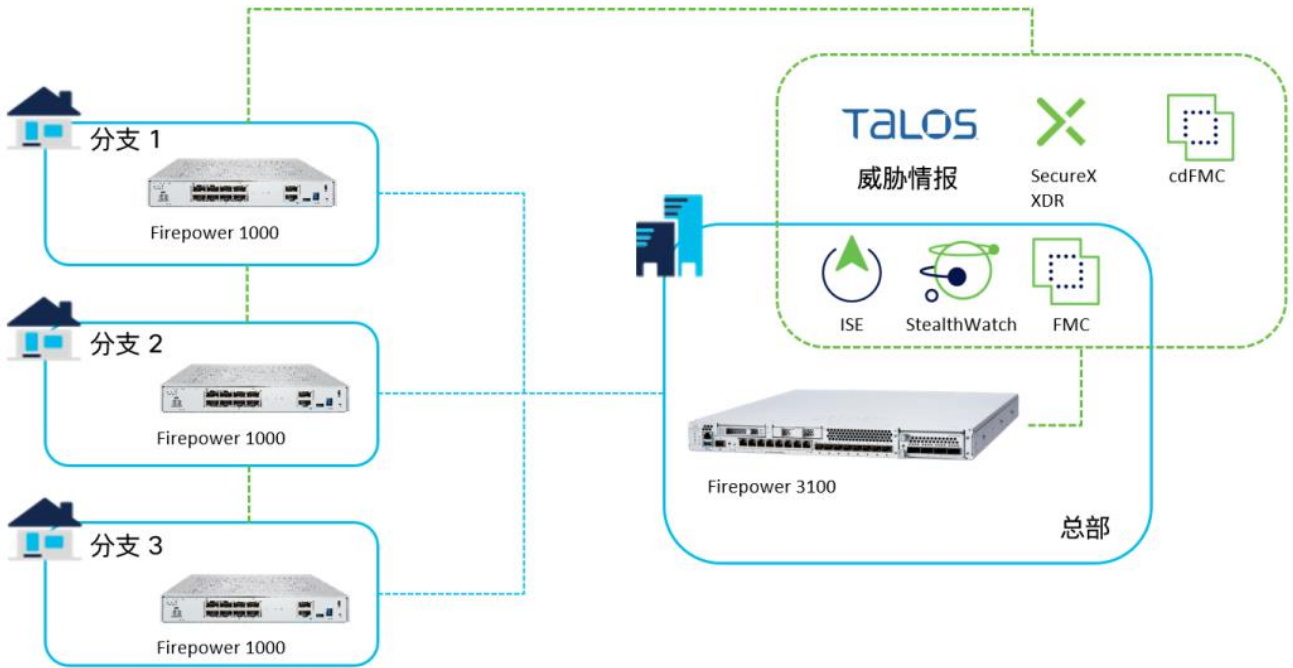 分支 1
Firepower 1000
分支 2
Firepower 1000
分支 3
Firepower 1000
TALOS
威胁情报
SecureX
XDR
cdFMC
ISE
StealthWatch
FMC
Firepower 3100
总部